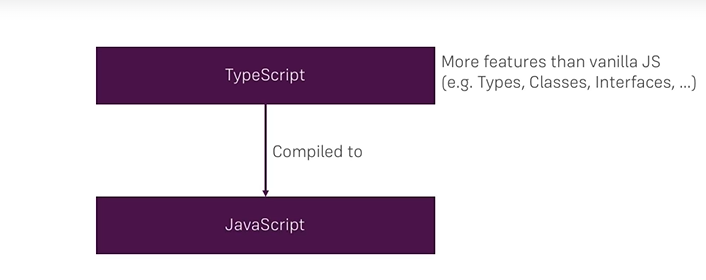 TypeScript
More features than vanilla JS
(e.g. Types, Classes, Interfaces, ...)
Compiled to
JavaScript